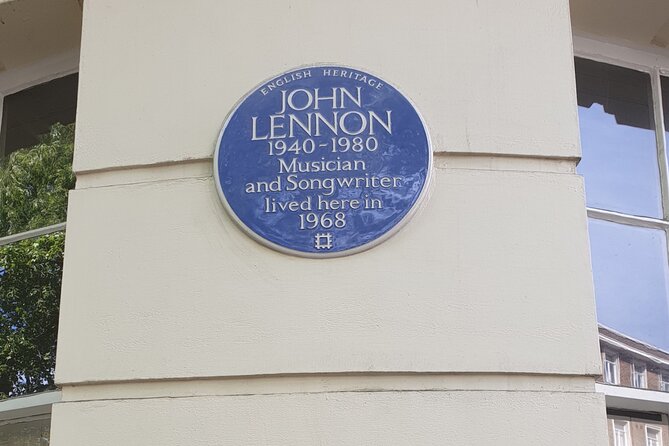 ENGLISH HERITAGE
JOHN
LENNON
1940-1980
Musician
and Songwriter
lived here in
1968